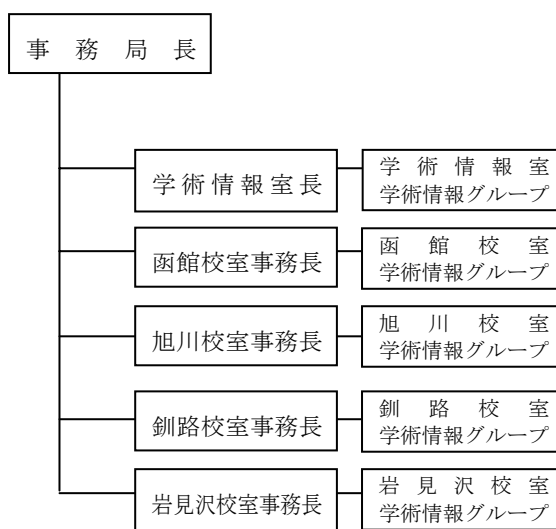 事務局長
学術情報室長
学術情報室
学術情報グループ
函館校室事務長
函館校室
学術情報グループ
旭川校室事務長
旭川校室
学術情報グループ
釧路校室事務長
釧路校室
学術情報グループ
岩見沢校室事務長
岩見沢校室
学術情報グループ